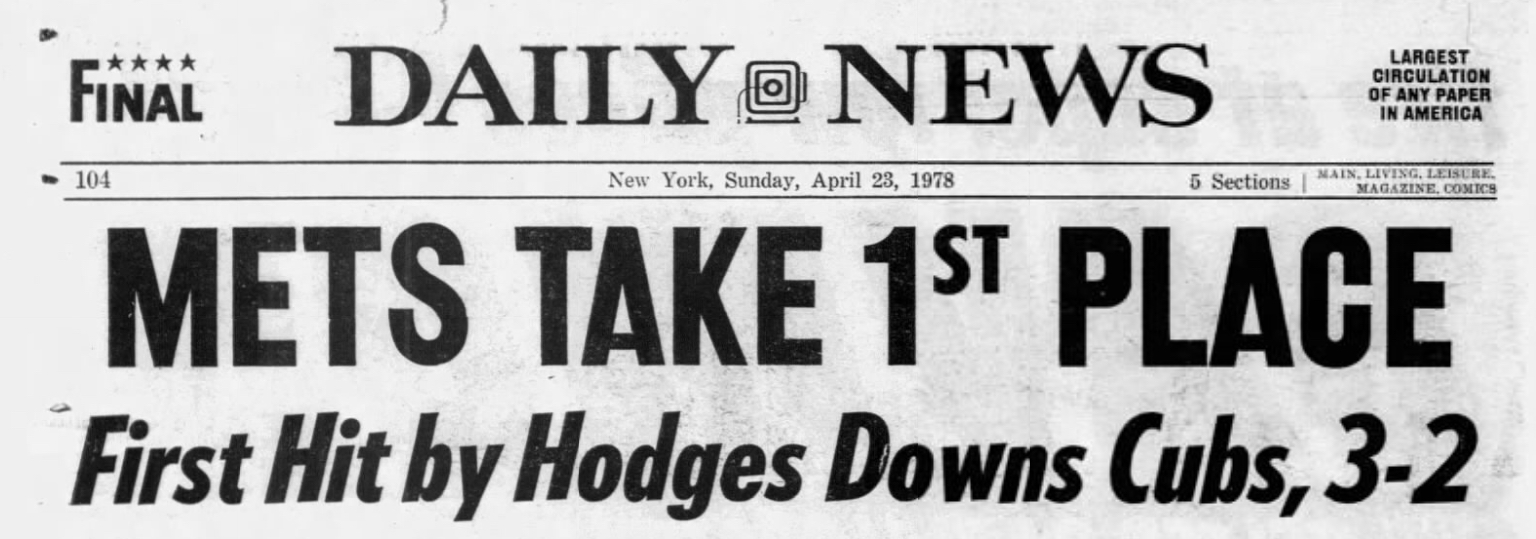 ★★★★
FINAL
DAILY NEWS
LARGEST
CIRCULATION
OF ANY PAPER
IN AMERICA
104
New York, Sunday, April 23, 1978
5 Sections | MAIN, LIVING, LEISURE,
MAGAZINE, COMICS
METS TAKE 1ST PLACE
First Hit by Hodges Downs Cubs, 3-2